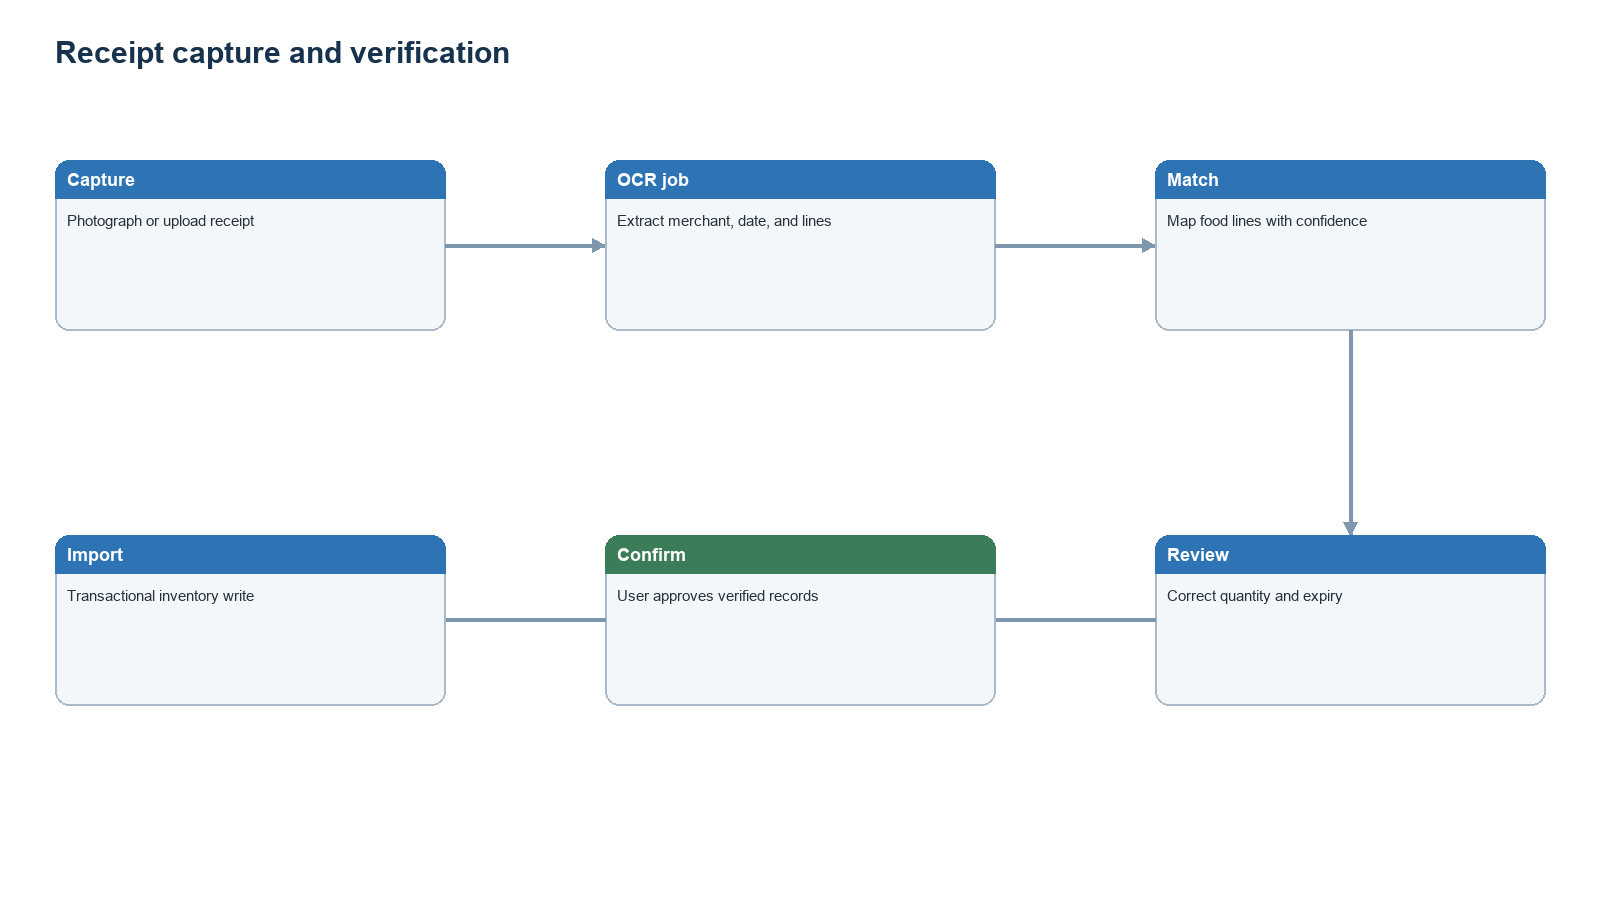 Receipt capture and verification
Capture
Photograph or upload receipt
OCR job
Extract merchant, date, and lines
Match
Map food lines with confidence
Import
Transactional inventory write
Confirm
User approves verified records
Review
Correct quantity and expiry